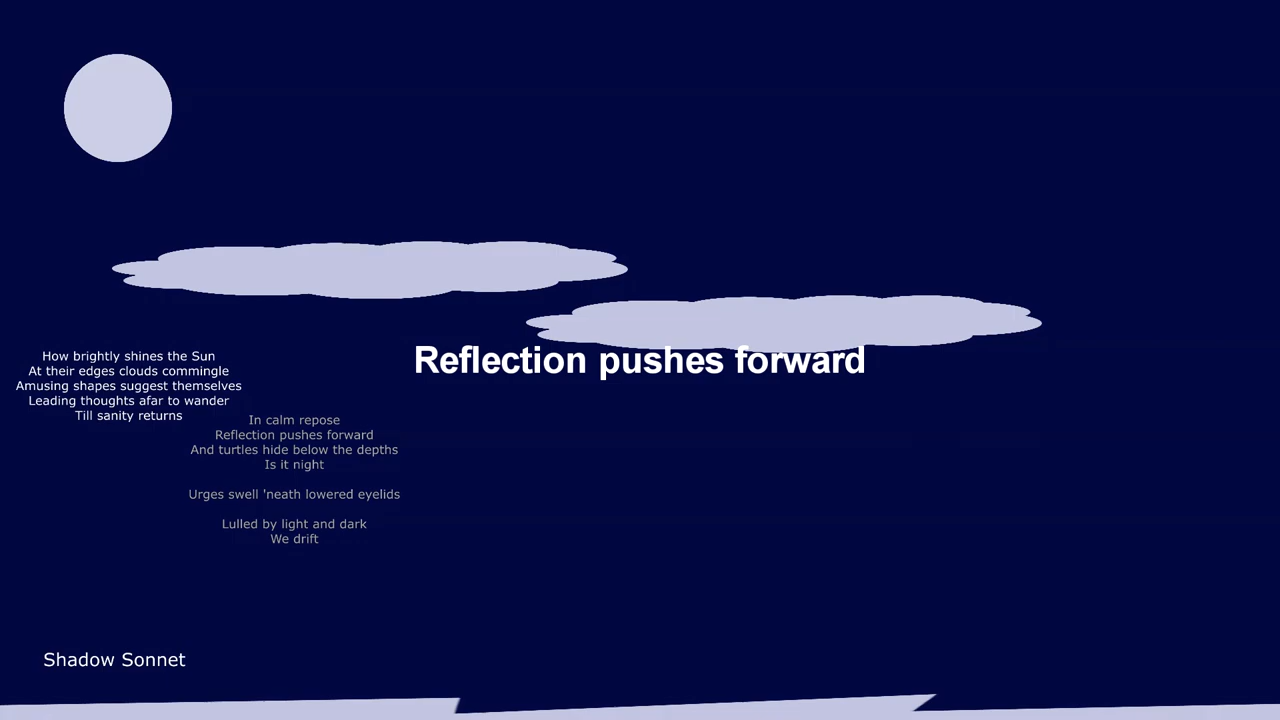 Reflection pushes forward
How brightly shines the Sun
At their edges clouds commingle
Amusing shapes suggest themselves
Leading thoughts afar to wander
Till sanity returns
In calm repose
Reflection pushes forward
And turtles hide below the depths
Is it night
Urges swell 'neath lowered eyelids
Lulled by light and dark
We drift
Shadow Sonnet